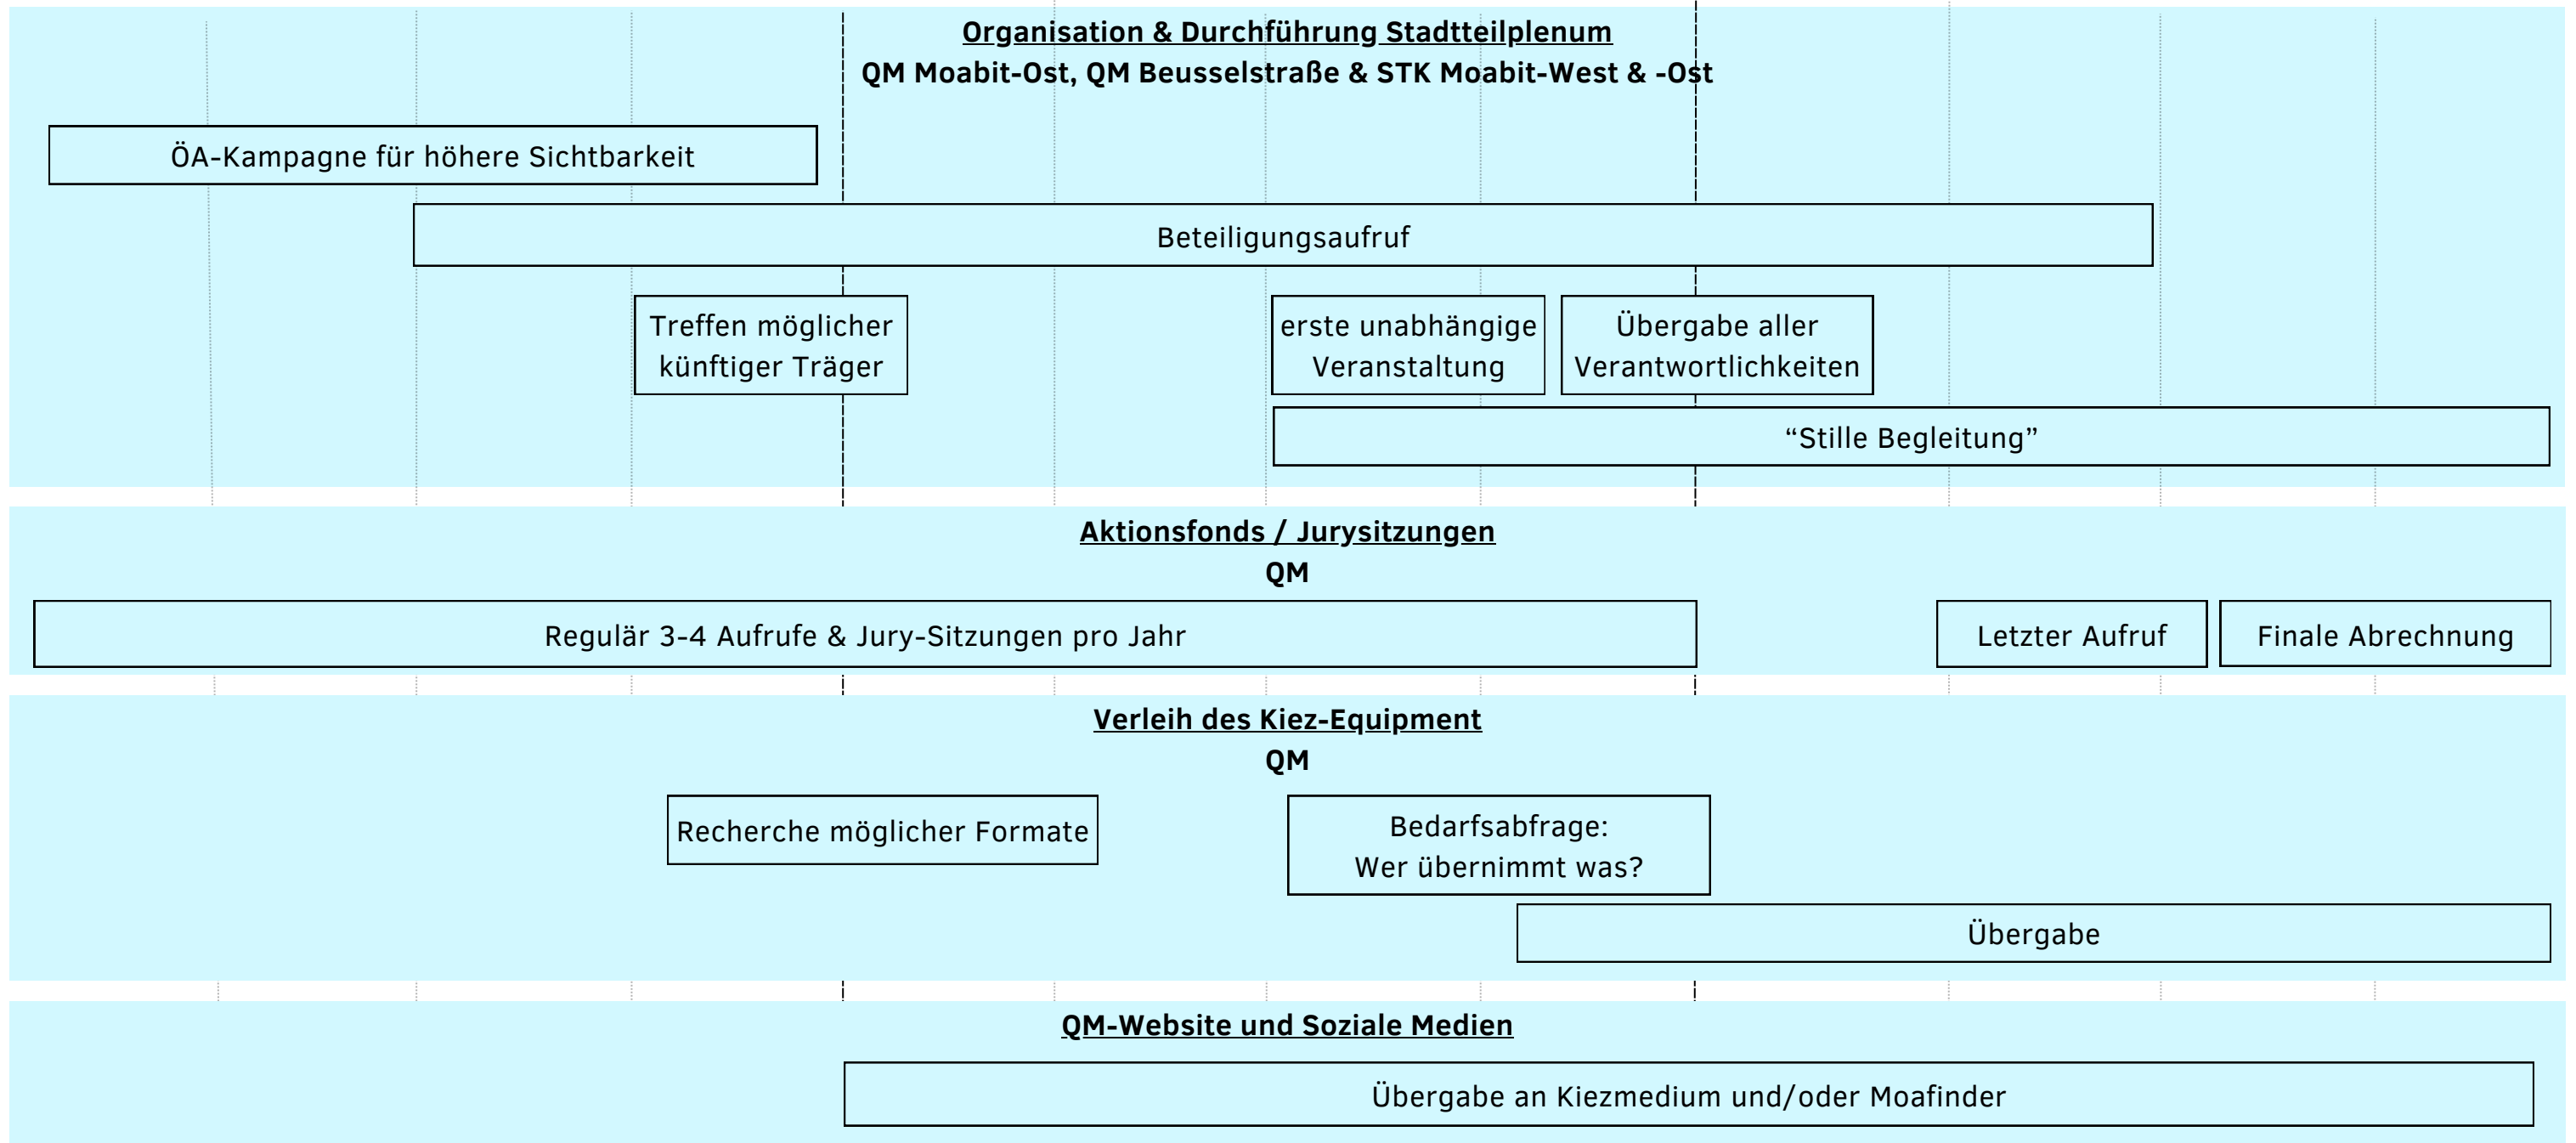 Organisation & Durchführung Stadtteilplenum
QM Moabit-Ost, QM Beusselstraße & STK Moabit-West & -Ost
ÖA-Kampagne für höhere Sichtbarkeit
Beteiligungsaufruf
Treffen möglicher
künftiger Träger
erste unabhängige
Veranstaltung
Übergabe aller
Verantwortlichkeiten
“Stille Begleitung”
Aktionsfonds / Jurysitzungen
QM
Regulär 3-4 Aufrufe & Jury-Sitzungen pro Jahr
Letzter Aufruf
Finale Abrechnung
Verleih des Kiez-Equipment
QM
Recherche möglicher Formate
Bedarfsabfrage:
Wer übernimmt was?
Übergabe
QM-Website und Soziale Medien
Übergabe an Kiezmedium und/oder Moafinder